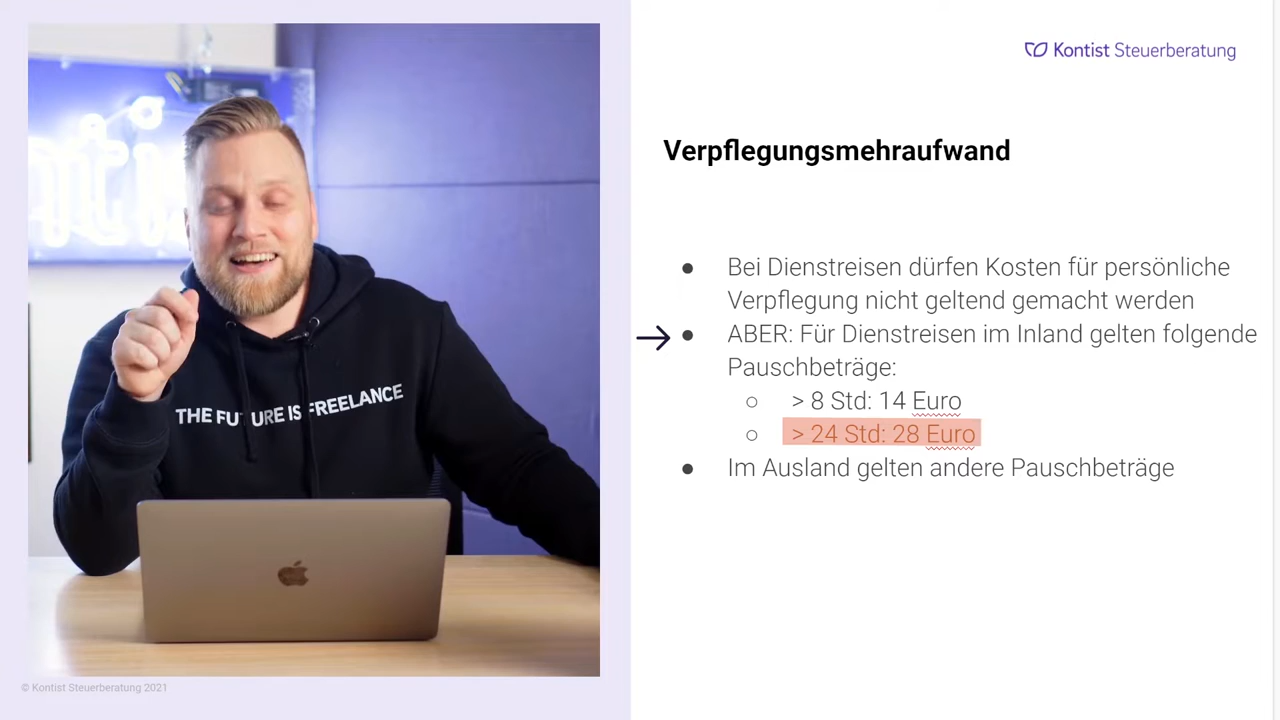 Kontist Steuerberatung
Verpflegungsmehraufwand
● Bei Dienstreisen dürfen Kosten für persönliche
Verpflegung nicht geltend gemacht werden
● ABER: Für Dienstreisen im Inland gelten folgende
Pauschbeträge:
○ > 8 Std: 14 Euro
○ > 24 Std: 28 Euro
● Im Ausland gelten andere Pauschbeträge
THE FUTURE IS FREELANCE
© Kontist Steuerberatung 2021